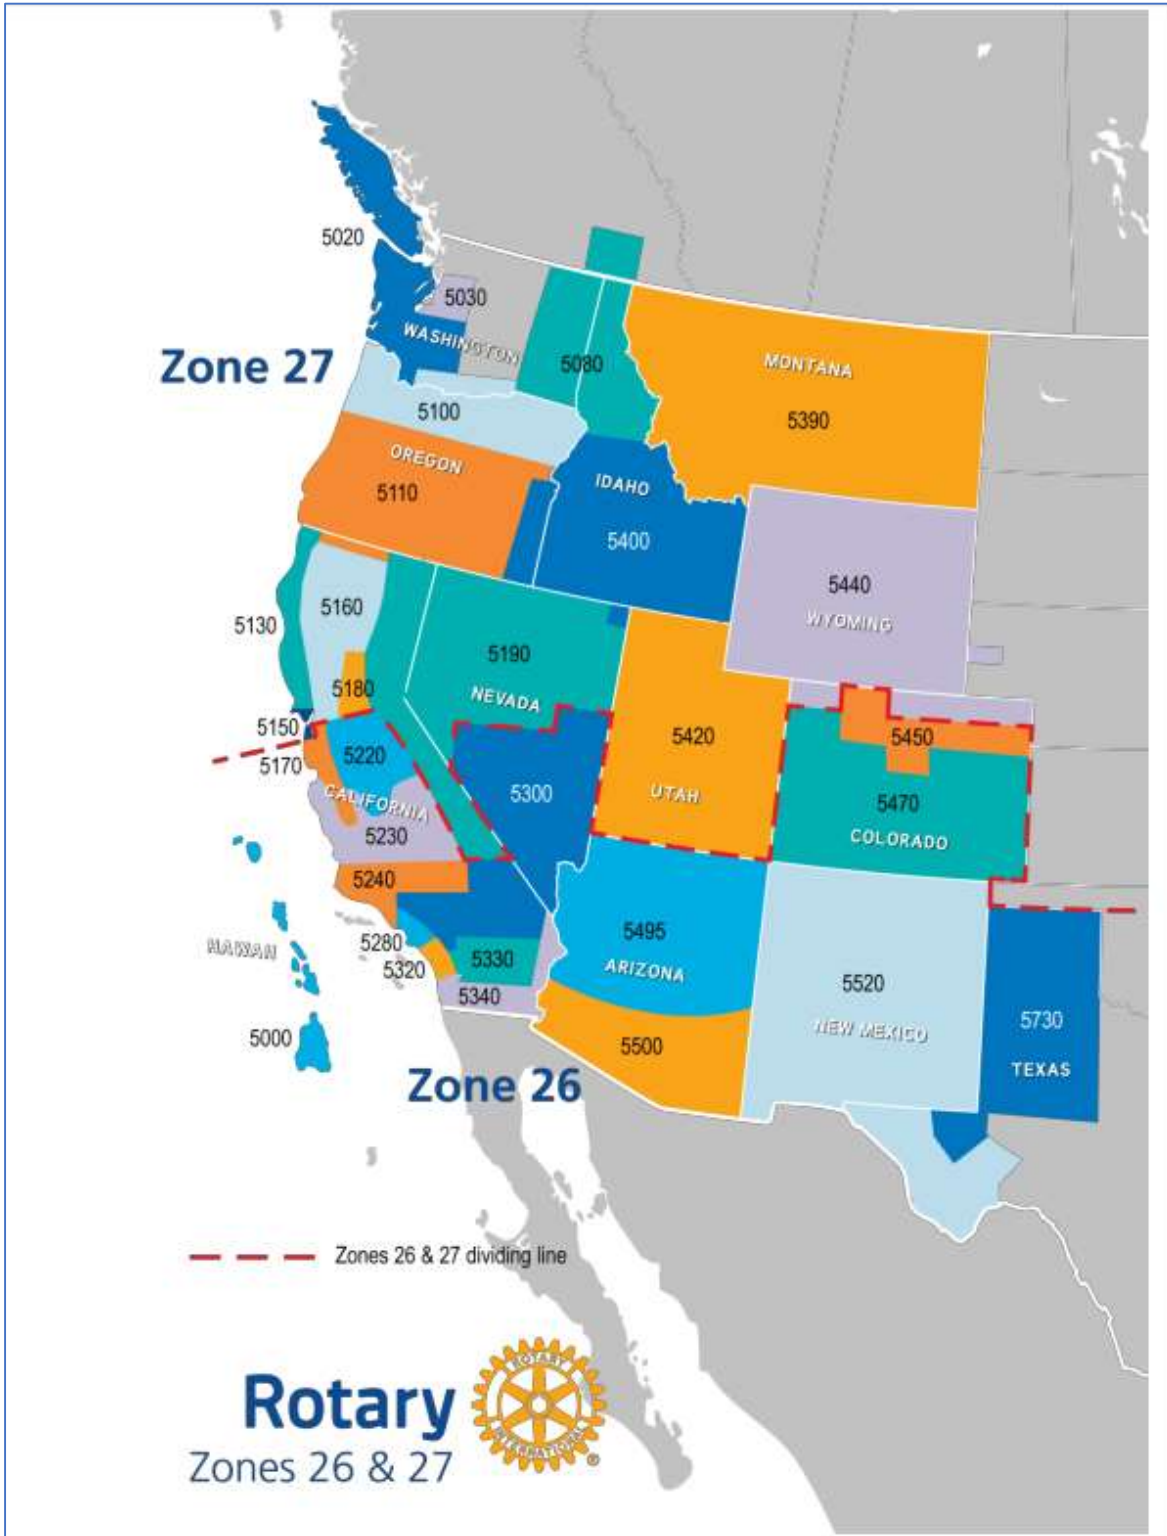 5020
5030
WASHINGTON
Zone 27
5080
MONTANA
5390
5100
OREGON
5110
IDAHO
5400
5440
WYOMING
5160
5130
5190
5180
NEVADA
5150
5170
5220
5420
5450
5300
UTAH
5470
CALIFORNIA
5230
COLORADO
5240
5495
5280
HAWAII
5320
5330
ARIZONA
5520
5340
5730
NEW MEXICO
5000
5500
TEXAS
Zone 26
Zones 26 & 27 dividing line
Rotary
Zones 26 & 27
ROTARY
INTERNATIONAL
®